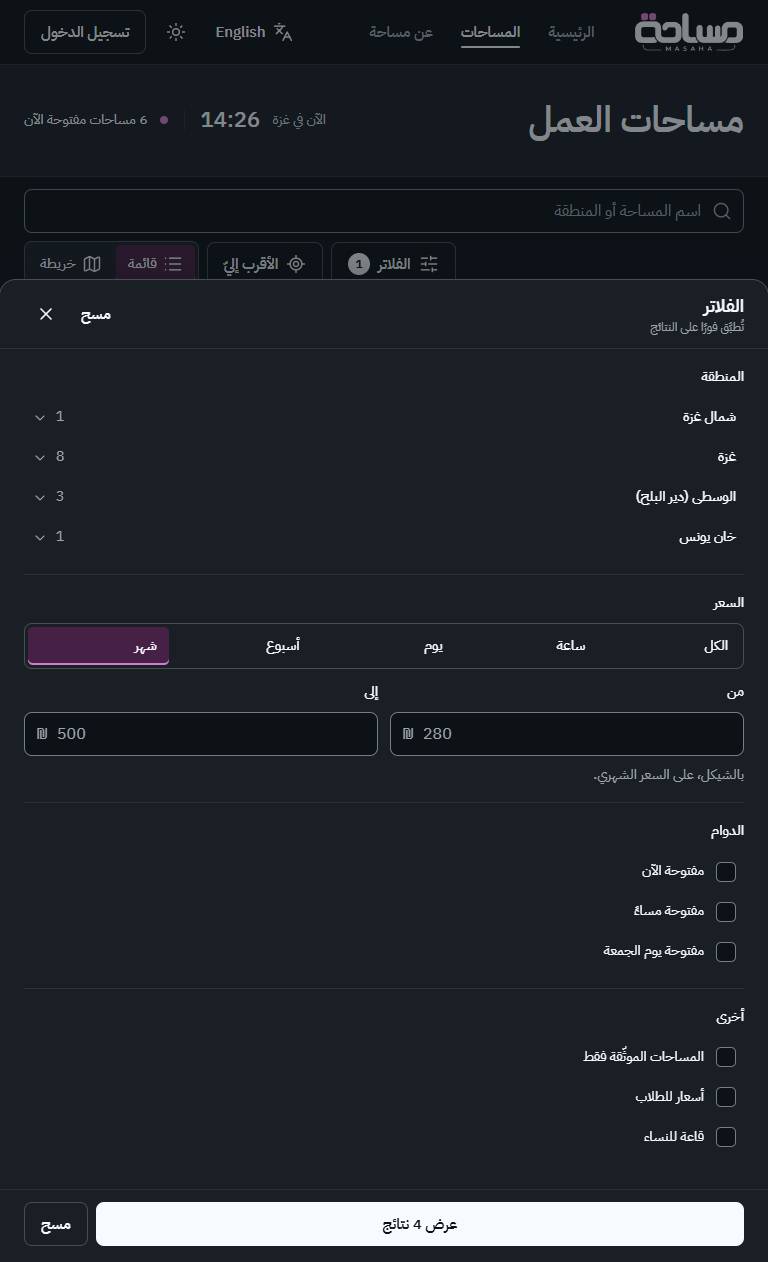 مساحة
MASAHA
الرئيسية
المساحات
عن مساحة
English
تسجيل الدخول
مساحات العمل
الآن في غزة
14:26
6 مساحات مفتوحة الآن
اسم المساحة أو المنطقة
الفلاتر 1
الأقرب إليّ
قائمة
خريطة
الفلاتر
تُطبَّق فورًا على النتائج
مسح
المنطقة
شمال غزة 1
غزة 8
الوسطى (دير البلح) 3
خان يونس 1
السعر
الكل
ساعة
يوم
أسبوع
شهر
من
إلى
280 ₪
500 ₪
بالشيكل، على السعر الشهري.
الدوام
مفتوحة الآن
مفتوحة مساءً
مفتوحة يوم الجمعة
أخرى
المساحات الموثّقة فقط
أسعار للطلاب
قاعة للنساء
عرض 4 نتائج
مسح